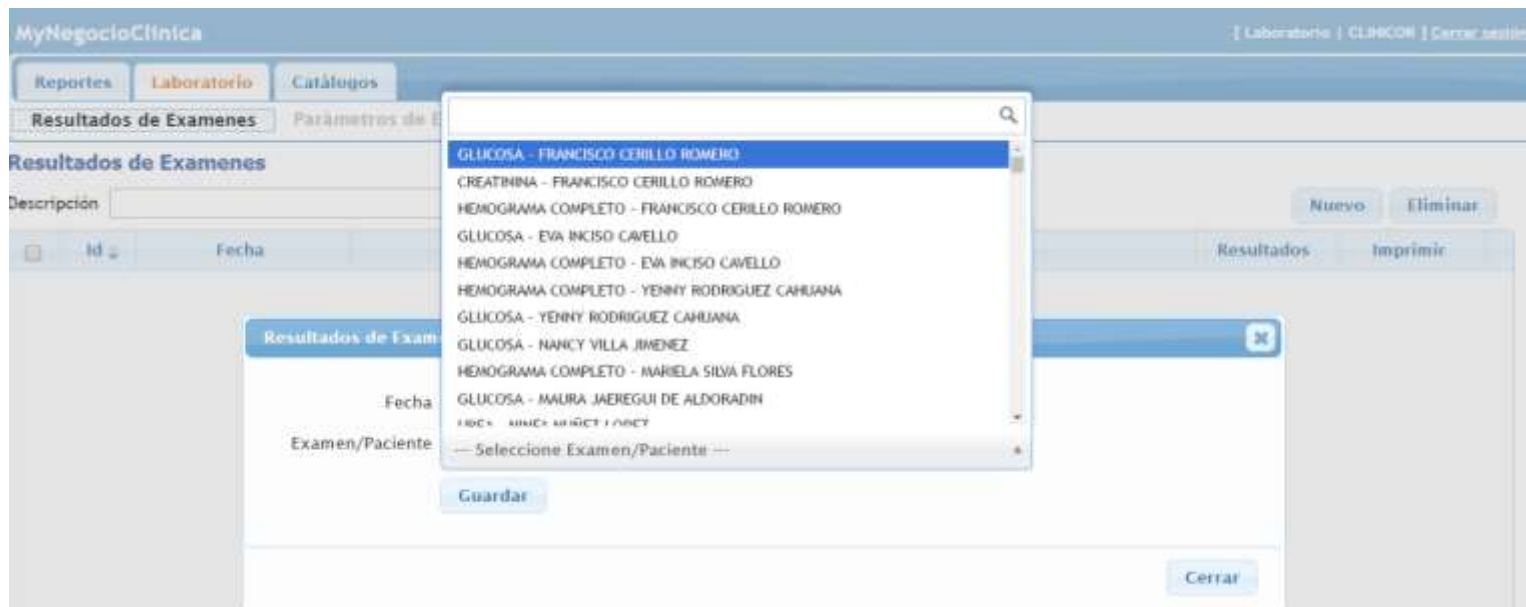 MyNegocioClinica
[ Laboratorio | CLINICOR ] Cerrar sesión
Reportes Laboratorio Catálogos
Resultados de Examenes Parámetros de E
Resultados de Examenes
Descripción
Nuevo Eliminar
Id Fecha Resultados Imprimir
GLUCOSA - FRANCISCO CERILLO ROMERO
CREATININA - FRANCISCO CERILLO ROMERO
HEMOGRAMA COMPLETO - FRANCISCO CERILLO ROMERO
GLUCOSA - EVA INCISO CAVELLO
HEMOGRAMA COMPLETO - EVA INCISO CAVELLO
HEMOGRAMA COMPLETO - YENNY RODRIGUEZ CAHUANA
GLUCOSA - YENNY RODRIGUEZ CAHUANA
GLUCOSA - NANCY VILLA JIMENEZ
HEMOGRAMA COMPLETO - MARIELA SILVA FLORES
GLUCOSA - MAURA JAEREGUI DE ALDORADIN
Resultados de Exam
Fecha
Examen/Paciente
--- Seleccione Examen/Paciente ---
Guardar
Cerrar